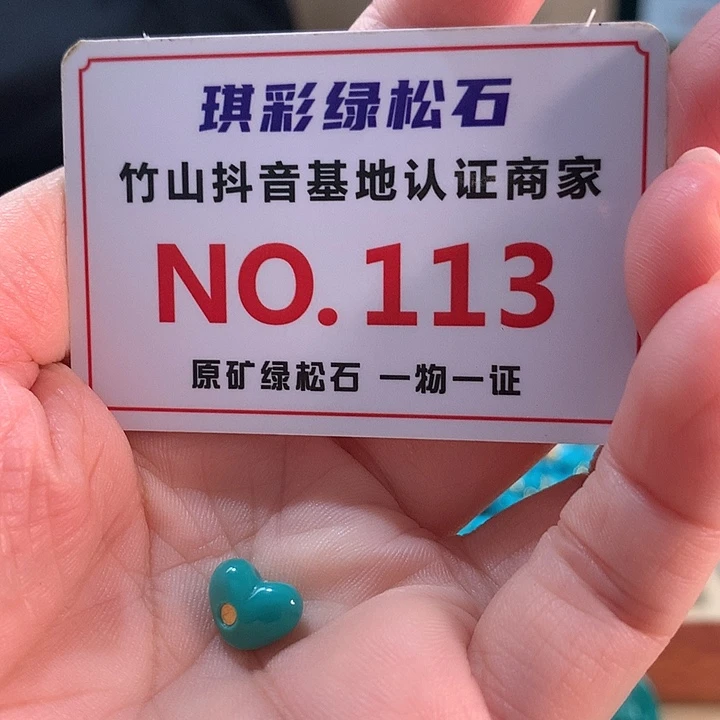 琪彩绿松石
竹山抖音基地认证商家
NO.113
原矿绿松石 一物一证